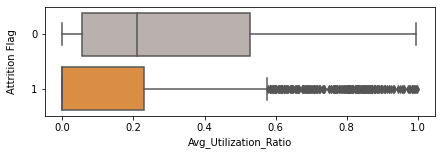 Attrition Flag
0
1
0.0 0.2 0.4 0.6 0.8 1.0
Avg_Utilization_Ratio